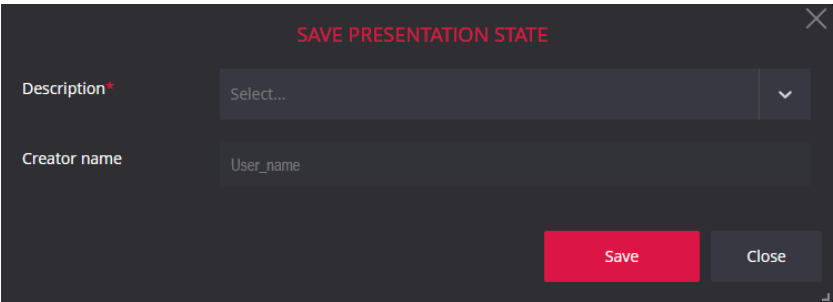 SAVE PRESENTATION STATE
Description*
Select...
Creator name
User_name
Save
Close